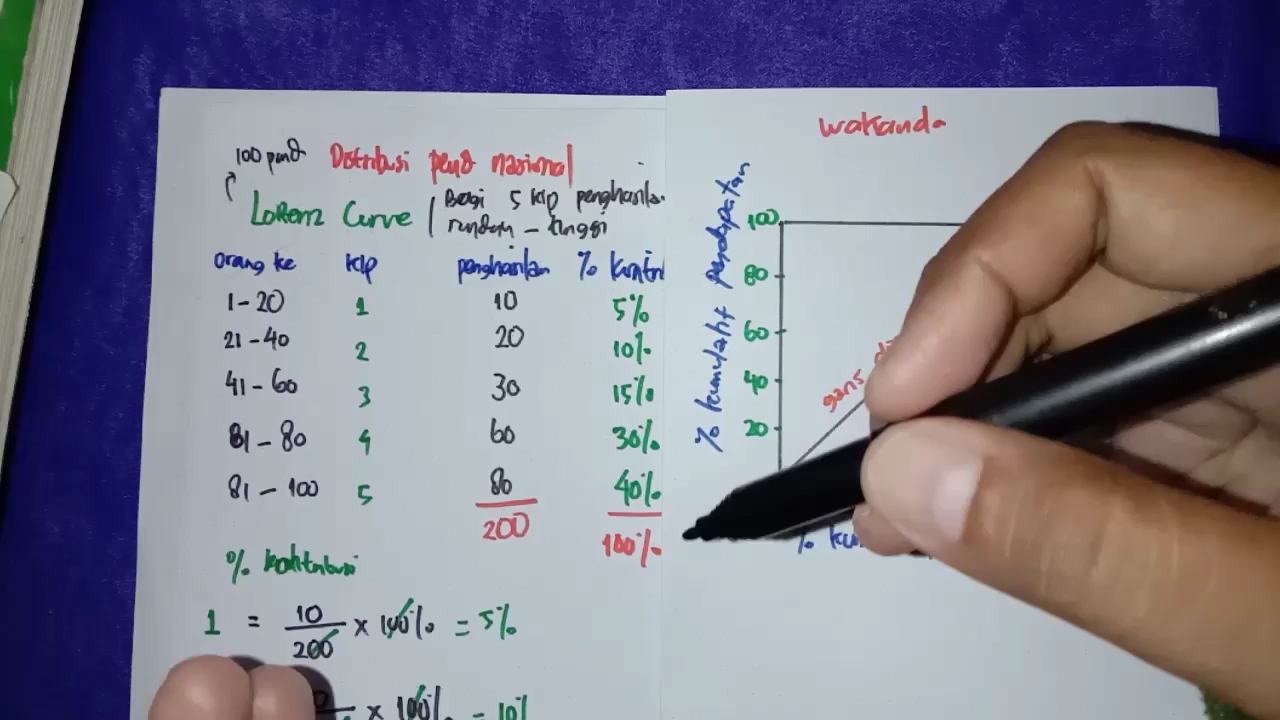 100 pend Distribusi pend nasional
Lorenz Curve / Bagi 5 klp penghasilan
rendah - tinggi
orang ke klp penghasilan % kontri
1-20 1 10 5%
21-40 2 20 10%
41-60 3 30 15%
81-80 4 60 30%
81-100 5 80 40%
200 100%
% kontribusi
1 = 10/200 x 100% = 5%
x 100% = 10%
wakanda
% kumulatif pendapatan
100
80
60
40
20
garis
% ku